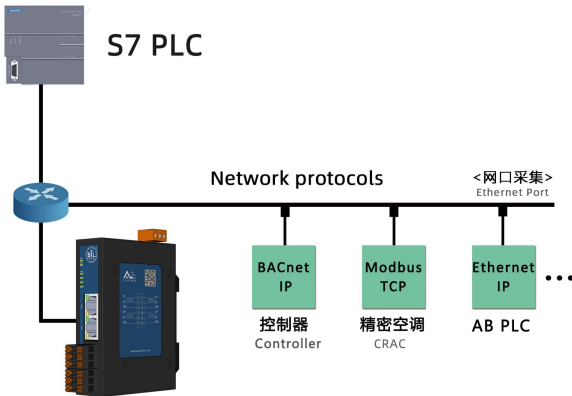 S7 PLC
Network protocols
<网口采集>
Ethernet Port
BACnet
IP
Modbus
TCP
Ethernet
IP
控制器
Controller
精密空调
CRAC
AB PLC
BTL